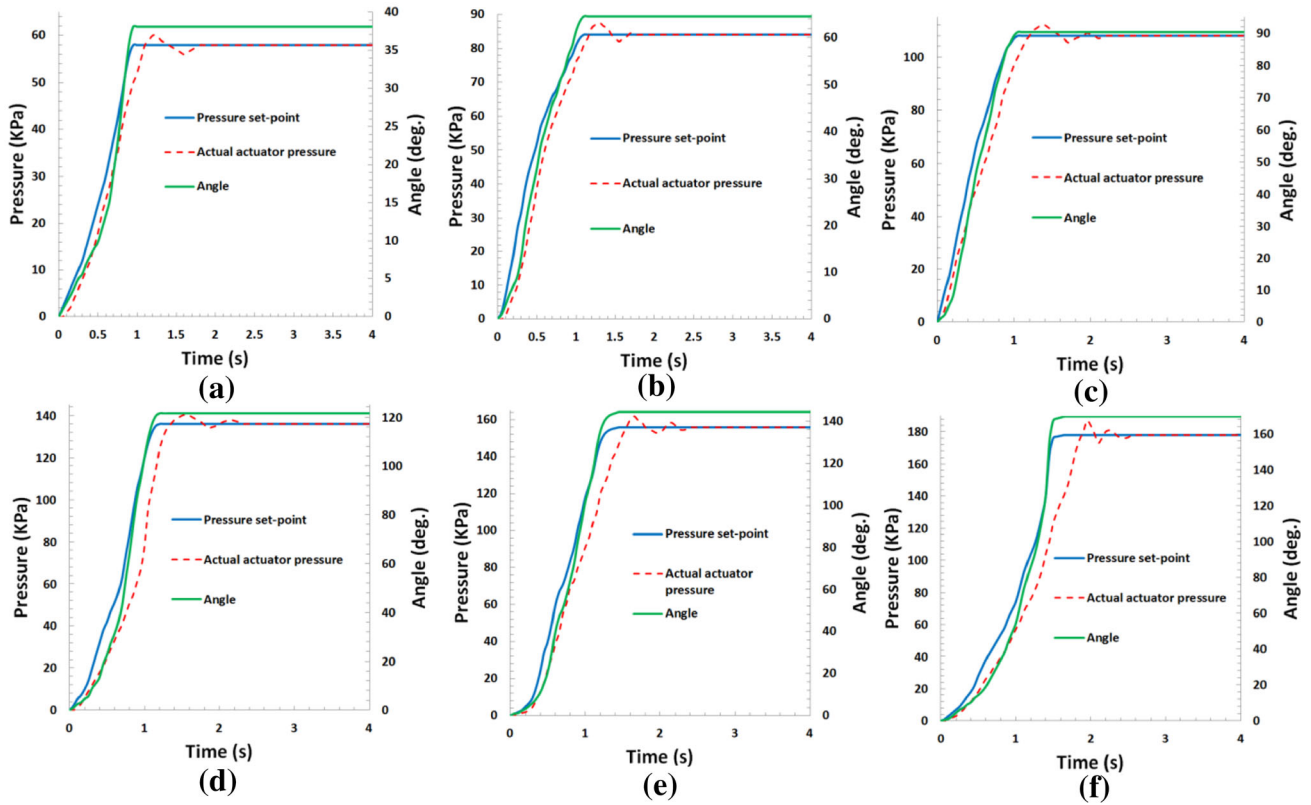 Pressure (KPa)
60
50
40
30
20
10
0
Pressure set-point
Actual actuator pressure
Angle
40
35
30
25
20
15
10
5
0
Angle (deg.)
0 0.5 1 1.5 2 2.5 3 3.5 4
Time (s)
(a)
Pressure (KPa)
90
80
70
60
50
40
30
20
10
0
Pressure set-point
Actual actuator pressure
Angle
60
50
40
30
20
10
0
Angle (deg.)
0 0.5 1 1.5 2 2.5 3 3.5 4
Time (s)
(b)
Pressure (KPa)
100
80
60
40
20
0
Pressure set-point
Actual actuator pressure
Angle
90
80
70
60
50
40
30
20
10
0
Angle (deg.)
0 1 2 3 4
Time (s)
(c)
Pressure (KPa)
140
120
100
80
60
40
20
0
Pressure set-point
Actual actuator pressure
Angle
120
100
80
60
40
20
0
Angle (deg.)
0 1 2 3 4
Time (s)
(d)
Pressure (KPa)
160
140
120
100
80
60
40
20
0
Pressure set-point
Actual actuator
pressure
Angle
140
120
100
80
60
40
20
0
Angle (deg.)
0 1 2 3 4
Time (s)
(e)
Pressure (KPa)
180
160
140
120
100
80
60
40
20
0
Pressure set-point
Actual actuator pressure
Angle
160
140
120
100
80
60
40
20
0
Angle (deg.)
0 1 2 3 4
Time (s)
(f)